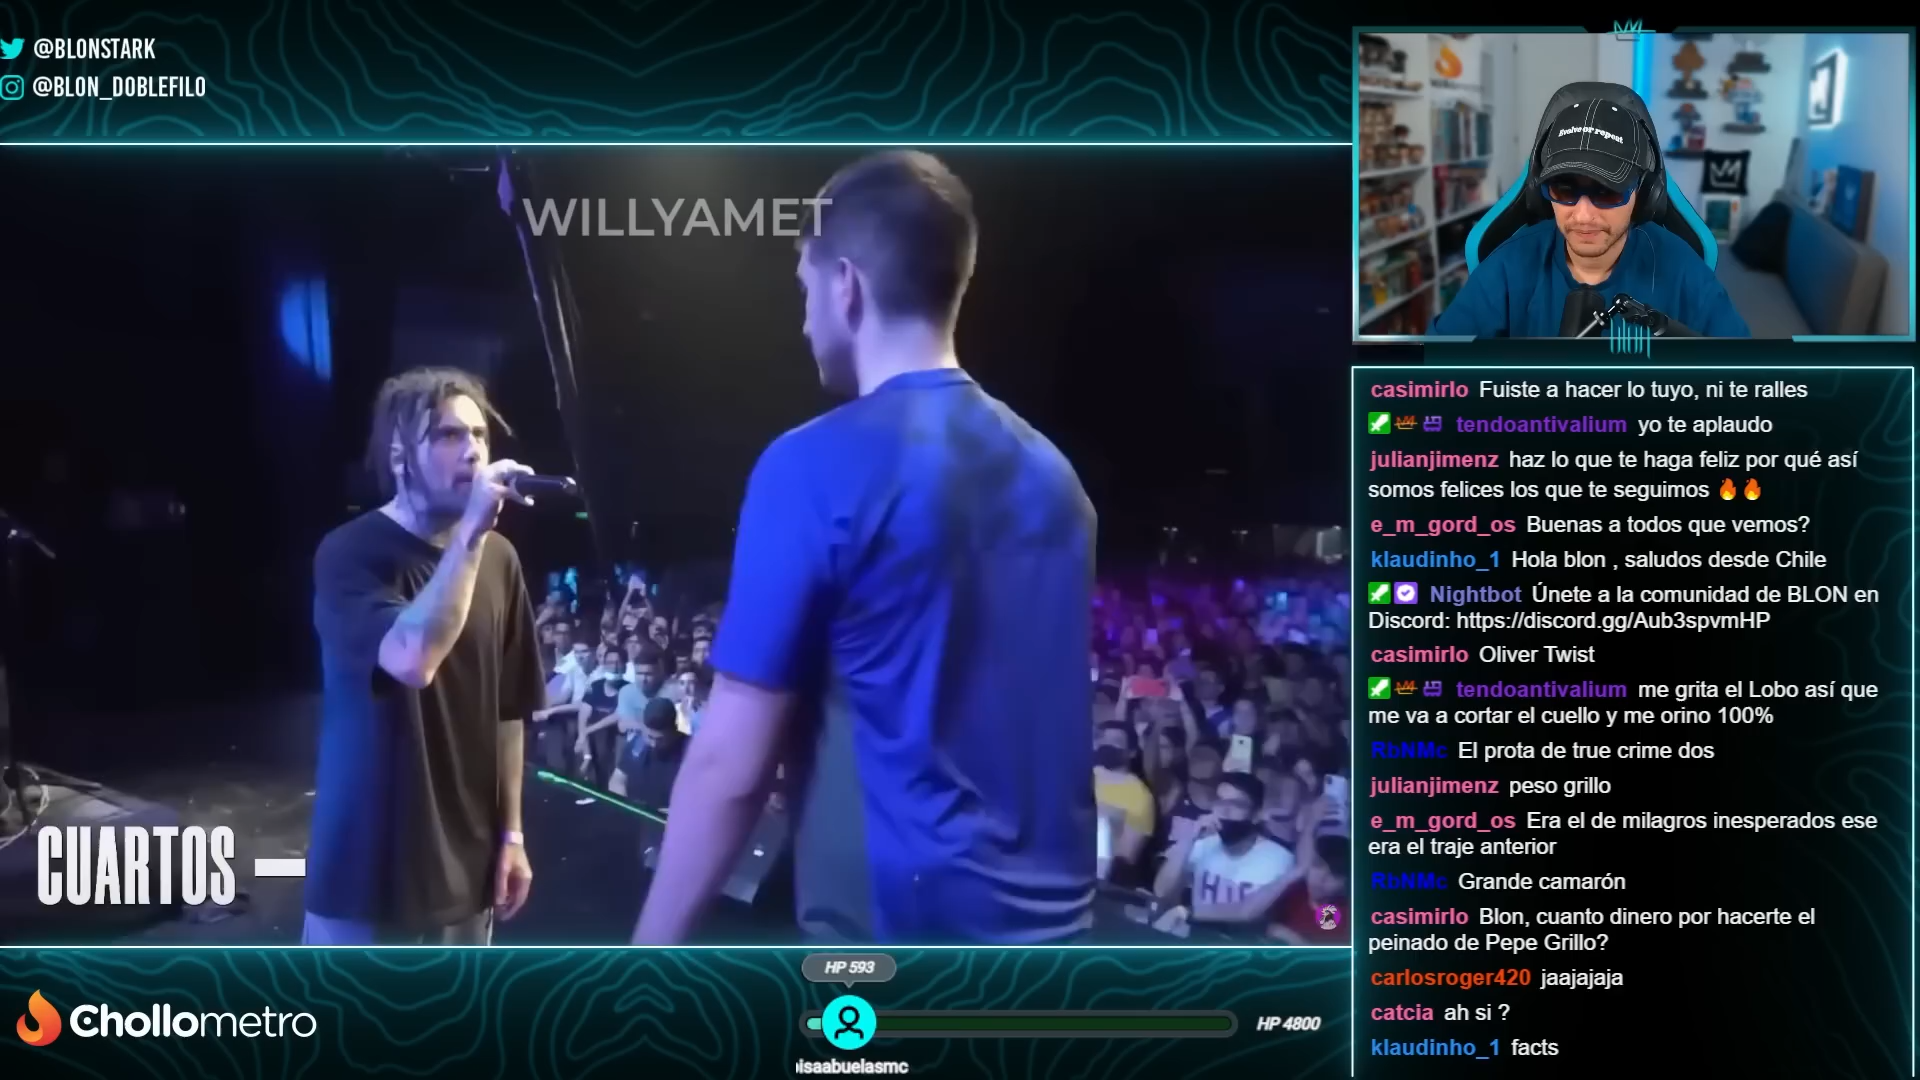 @BLONSTARK
@BLON_DOBLEFILO
WILLYAMET
CUARTOS
HIF
Evolve or repeat
casimirlo Fuiste a hacer lo tuyo, ni te ralles
tendoantivalium yo te aplaudo
julianjimenz haz lo que te haga feliz por qué así
somos felices los que te seguimos 🔥🔥
e_m_gord_os Buenas a todos que vemos?
klaudinho_1 Hola blon , saludos desde Chile
Nightbot Únete a la comunidad de BLON en
Discord: https://discord.gg/Aub3spvmHP
casimirlo Oliver Twist
tendoantivalium me grita el Lobo así que
me va a cortar el cuello y me orino 100%
RbNMc El prota de true crime dos
julianjimenz peso grillo
e_m_gord_os Era el de milagros inesperados ese
era el traje anterior
RbNMc Grande camarón
casimirlo Blon, cuanto dinero por hacerte el
peinado de Pepe Grillo?
carlosroger420 jaajajaja
catcia ah si ?
klaudinho_1 facts
Chollometro
HP 593
HP 4800
isaabuelasmc